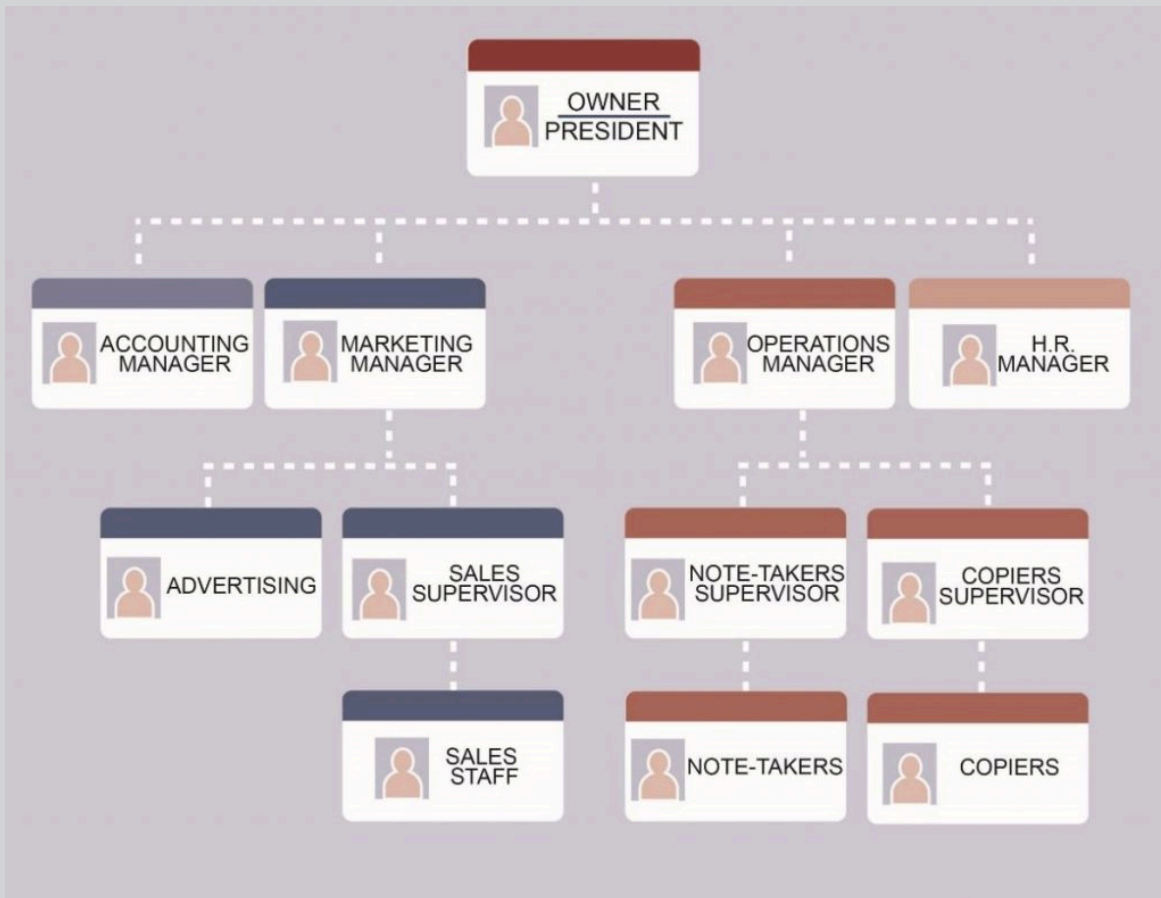 OWNER
PRESIDENT
ACCOUNTING
MANAGER
MARKETING
MANAGER
OPERATIONS
MANAGER
H.R.
MANAGER
ADVERTISING
SALES
SUPERVISOR
NOTE-TAKERS
SUPERVISOR
COPIERS
SUPERVISOR
SALES
STAFF
NOTE-TAKERS
COPIERS